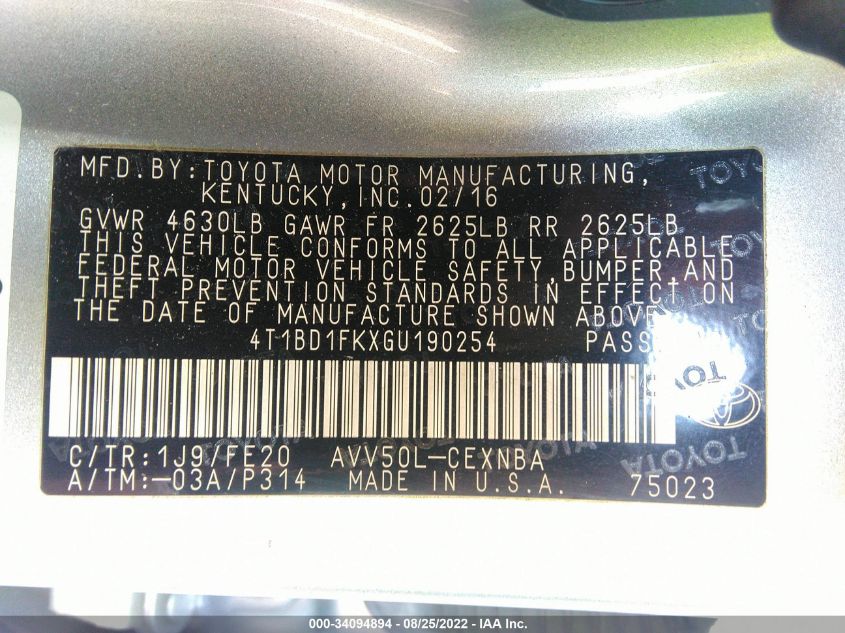 MFD.BY:TOYOTA MOTOR MANUFACTURING,
KENTUCKY,INC.02/16
GVWR 4630LB GAWR FR 2625LB RR 2625LB
THIS VEHICLE CONFORMS TO ALL APPLICABLE
FEDERAL MOTOR VEHICLE SAFETY,BUMPER,AND
THEFT PREVENTION STANDARDS IN EFFECT ON
THE DATE OF MANUFACTURE SHOWN ABOVE
4T1BD1FKXGU190254 PASS
TOYOTA
C/TR:1J9/FE20 AVV50L-CEXNBA
A/TM:-03A/P314 MADE IN U.S.A. 75023
000-34094894 - 08/25/2022 - IAA Inc.